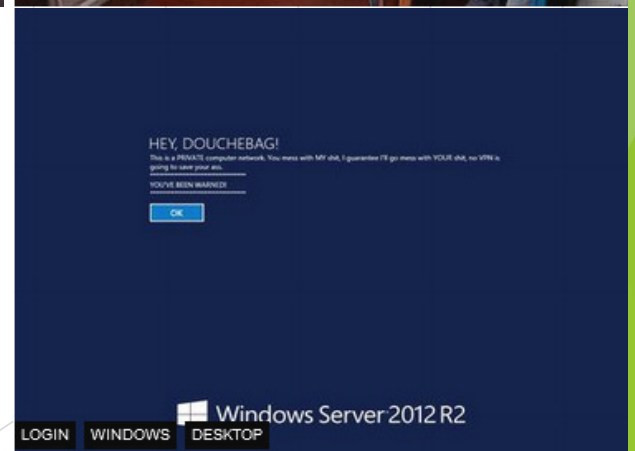 HEY, DOUCHEBAG!
This is a PRIVATE computer network. You mess with MY shit, I guarantee I'll go mess with YOUR shit, no VPN is
going to save your ass.
YOU'VE BEEN WARNED!
OK
Windows Server 2012 R2
LOGIN WINDOWS DESKTOP